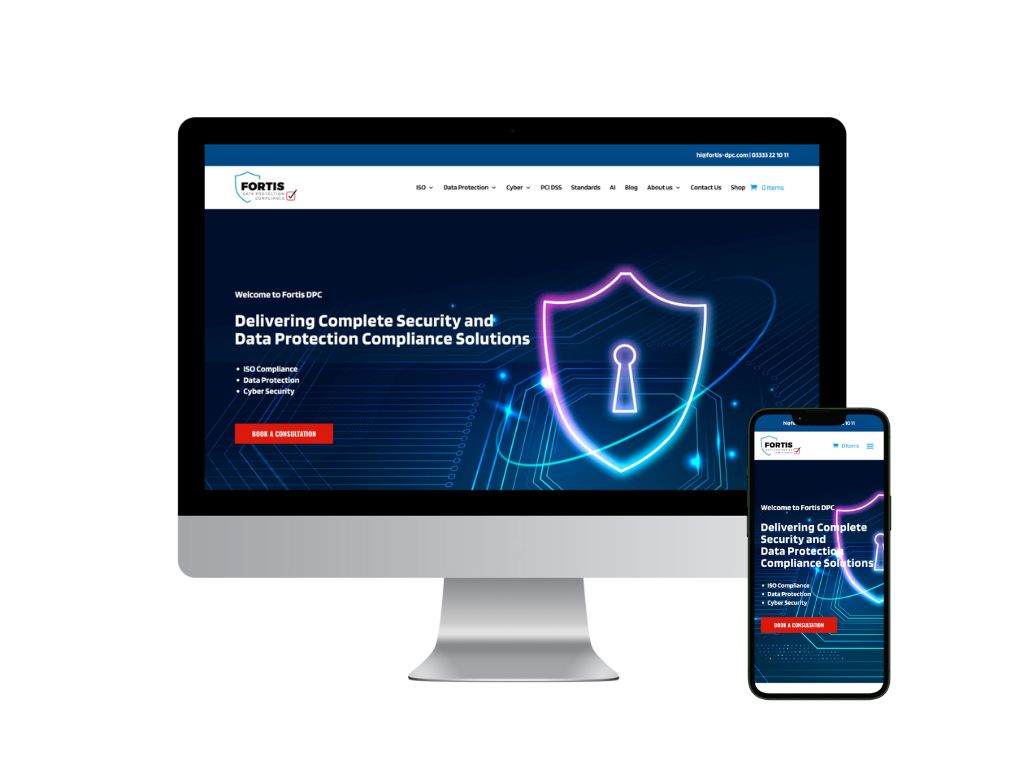 hi@fortis-dpc.com | 03333 22 10 11
FORTIS
DATA PROTECTION
COMPLIANCE
ISO Data Protection Cyber PCI DSS Standards AI Blog About us Contact Us Shop 0 Items
Welcome to Fortis DPC
Delivering Complete Security and
Data Protection Compliance Solutions
• ISO Compliance
• Data Protection
• Cyber Security
BOOK A CONSULTATION
10 11
FORTIS
DATA PROTECTION
COMPLIANCE
0 Items
Welcome to Fortis DPC
Delivering Complete
Security and
Data Protection
Compliance Solutions
• ISO Compliance
• Data Protection
• Cyber Security
BOOK A CONSULTATION